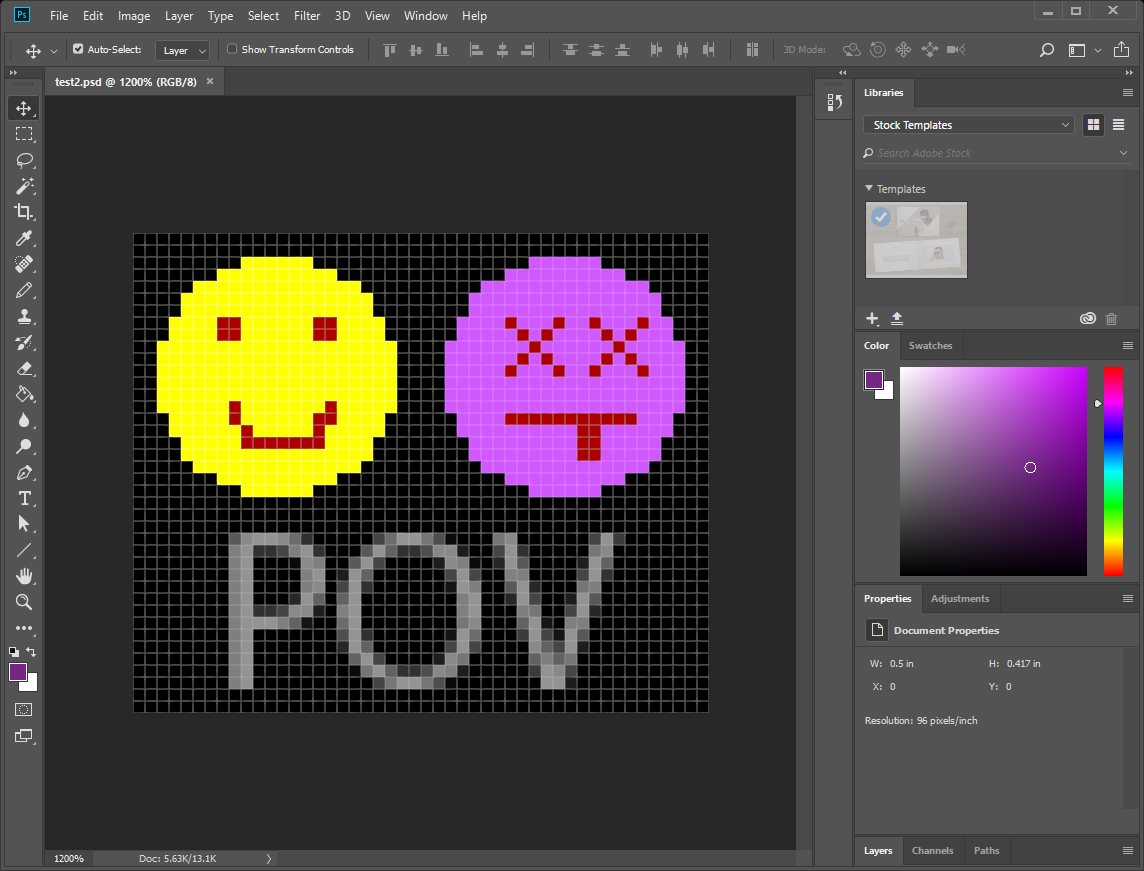 Ps File Edit Image Layer Type Select Filter 3D View Window Help
Auto-Select: Layer Show Transform Controls 3D Mode:
test2.psd @ 1200% (RGB/8) ×
Libraries
Stock Templates
Search Adobe Stock
Templates
Color Swatches
POV
Properties Adjustments
Document Properties
W: 0.5 in H: 0.417 in
X: 0 Y: 0
Resolution: 96 pixels/inch
1200% Doc: 5.63K/13.1K
Layers Channels Paths